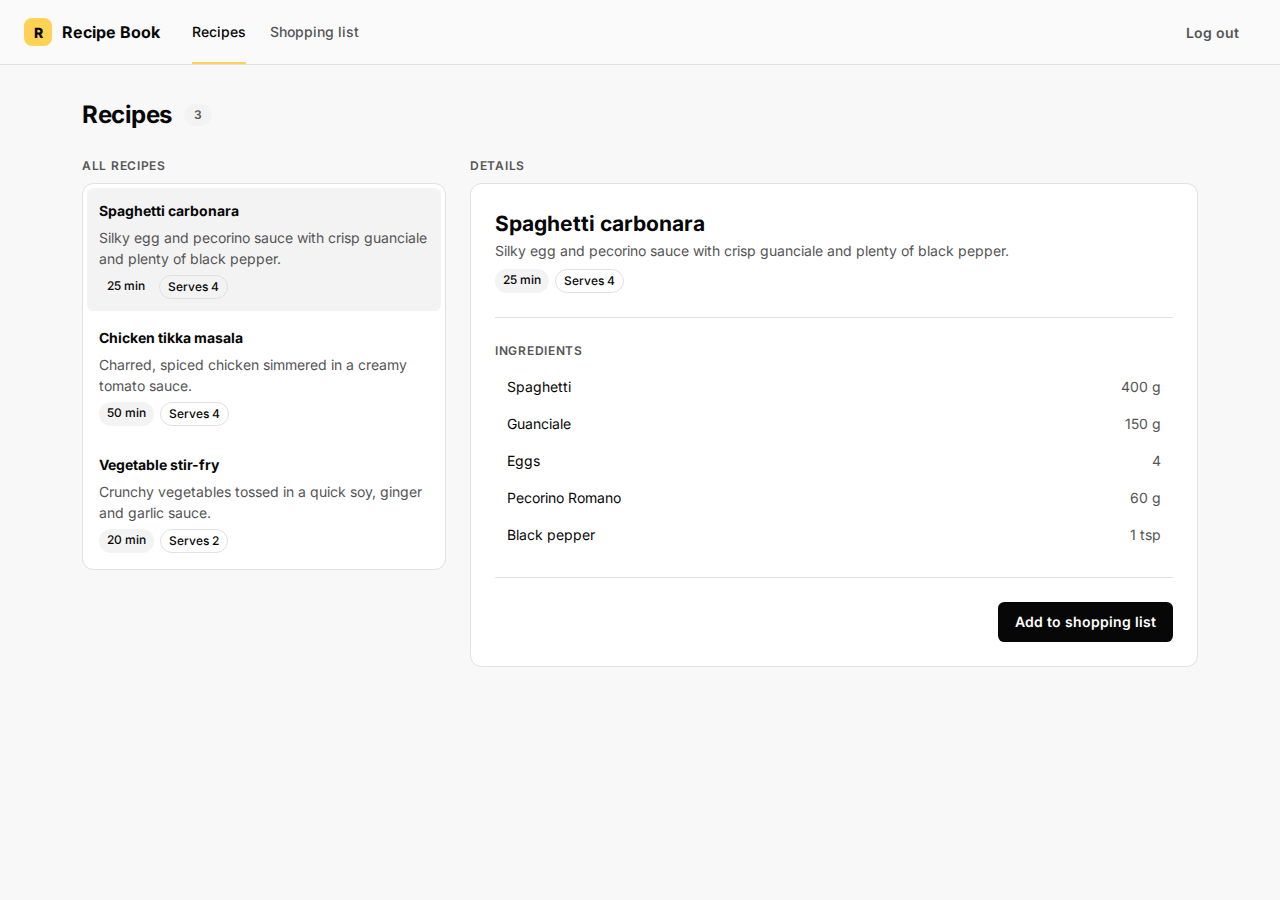 R Recipe Book Recipes Shopping list Log out
Recipes 3
ALL RECIPES
Spaghetti carbonara
Silky egg and pecorino sauce with crisp guanciale
and plenty of black pepper.
25 min Serves 4
Chicken tikka masala
Charred, spiced chicken simmered in a creamy
tomato sauce.
50 min Serves 4
Vegetable stir-fry
Crunchy vegetables tossed in a quick soy, ginger
and garlic sauce.
20 min Serves 2
DETAILS
Spaghetti carbonara
Silky egg and pecorino sauce with crisp guanciale and plenty of black pepper.
25 min Serves 4
INGREDIENTS
Spaghetti 400 g
Guanciale 150 g
Eggs 4
Pecorino Romano 60 g
Black pepper 1 tsp
Add to shopping list